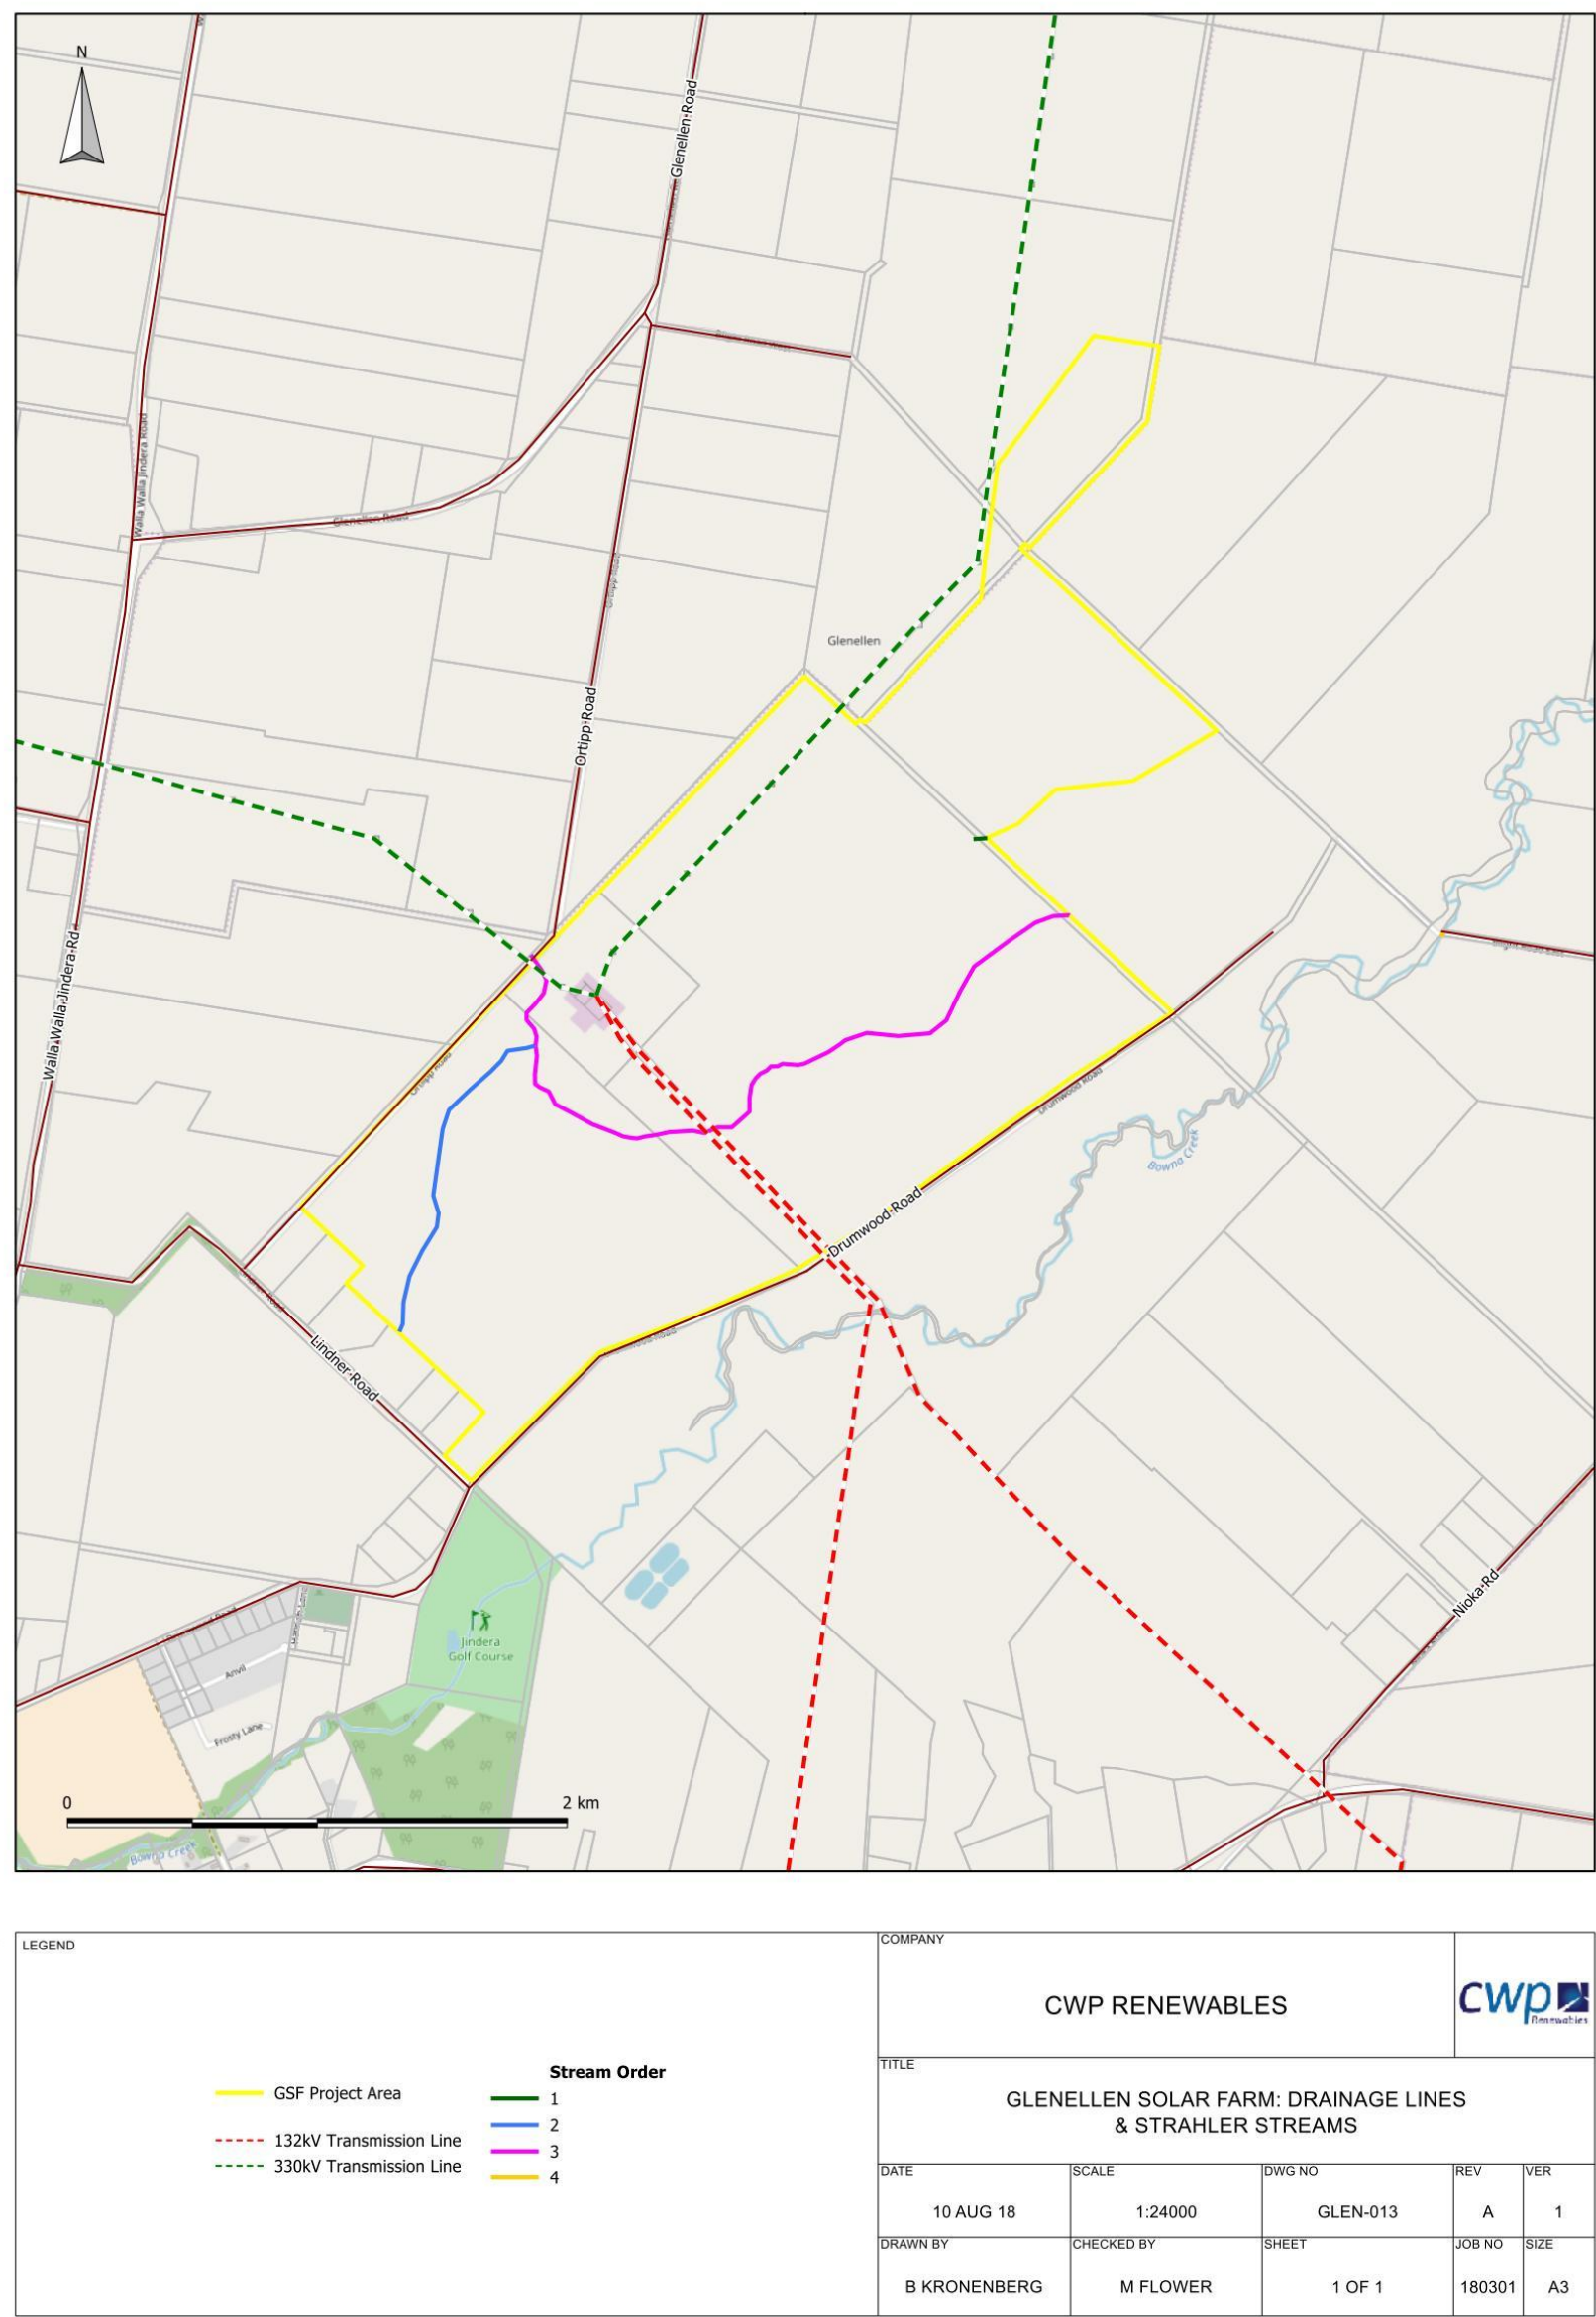 N
Glenellen Road
Walla Walla Jindera Road
Glenellen Road
Ortipp Road
Glenellen
Ortipp Road
Walla Walla Jindera Rd
Ortipp Road
Drumwood Road
Bowna Creek
Drumwood Road
Lindner Road
Nioka Rd
Jindera
Golf Course
Anvil
Frosty Lane
0
2 km
Bowna Creek
LEGEND
GSF Project Area
132kV Transmission Line
330kV Transmission Line
Stream Order
1
2
3
4
COMPANY
CWP RENEWABLES
cwp
Renewables
TITLE
GLENELLEN SOLAR FARM: DRAINAGE LINES
& STRAHLER STREAMS
DATE
SCALE
DWG NO
REV
VER
10 AUG 18
1:24000
GLEN-013
A
1
DRAWN BY
CHECKED BY
SHEET
JOB NO
SIZE
B KRONENBERG
M FLOWER
1 OF 1
180301
A3